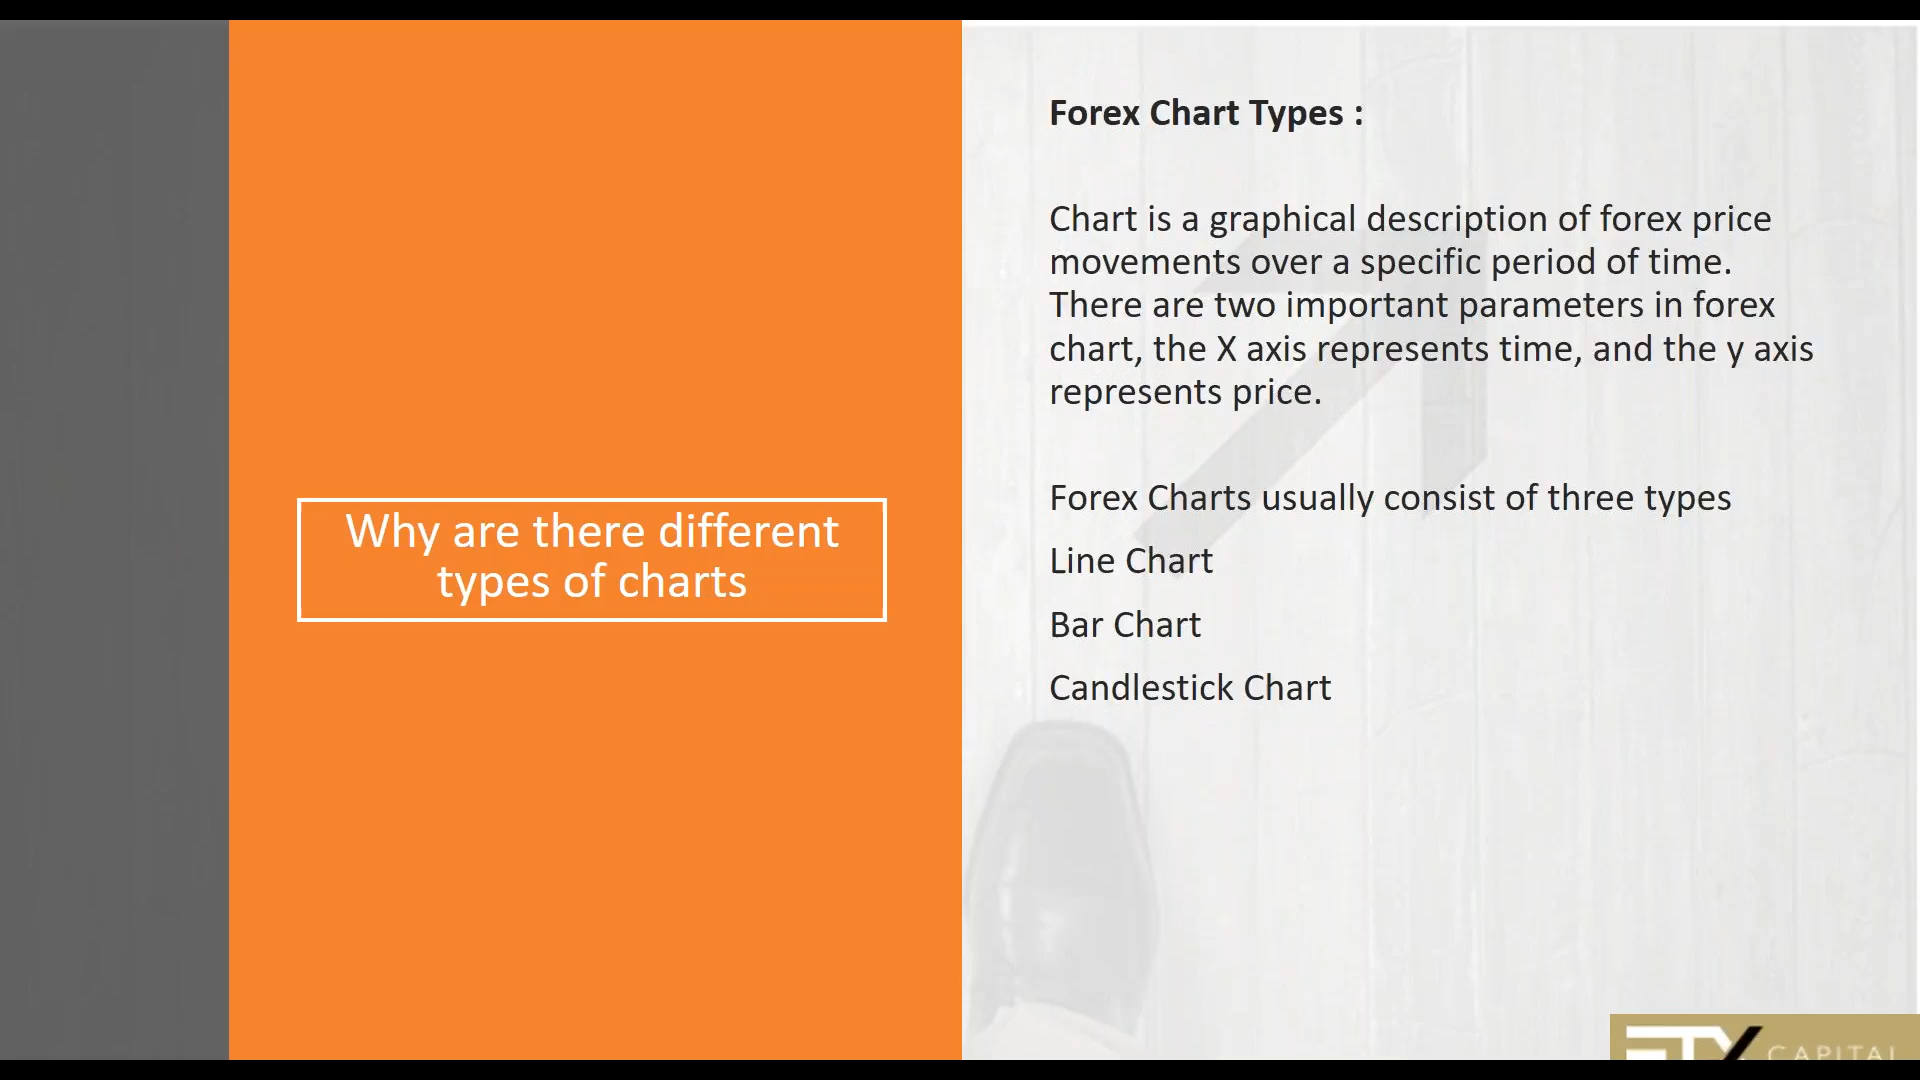 Why are there different
types of charts
Forex Chart Types :
Chart is a graphical description of forex price
movements over a specific period of time.
There are two important parameters in forex
chart, the X axis represents time, and the y axis
represents price.
Forex Charts usually consist of three types
Line Chart
Bar Chart
Candlestick Chart
CAPITAL